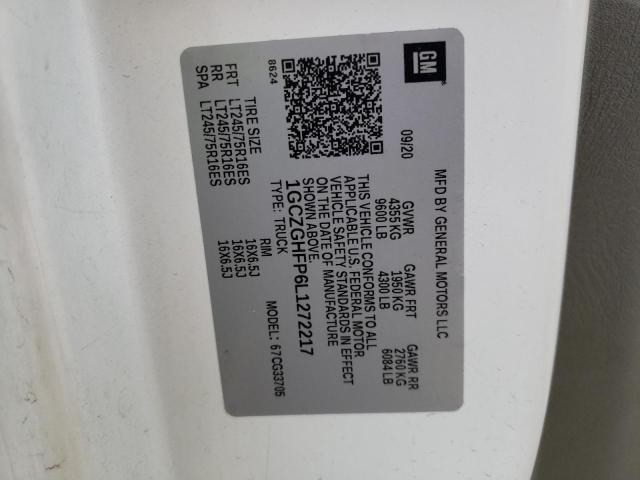 GM
MFD BY GENERAL MOTORS LLC
09/20 GVWR GAWR FRT GAWR RR
4355 KG 1950 KG 2760 KG
9600 LB 4300 LB 6084 LB
THIS VEHICLE CONFORMS TO ALL
APPLICABLE U.S. FEDERAL MOTOR
VEHICLE SAFETY STANDARDS IN EFFECT
ON THE DATE OF MANUFACTURE
SHOWN ABOVE.
1GCZGHFP6L1272217
TYPE: TRUCK
8624 MODEL: 67CG33705
TIRE SIZE RIM
FRT LT245/75R16ES 16X6.5J
RR LT245/75R16ES 16X6.5J
SPA LT245/75R16ES 16X6.5J